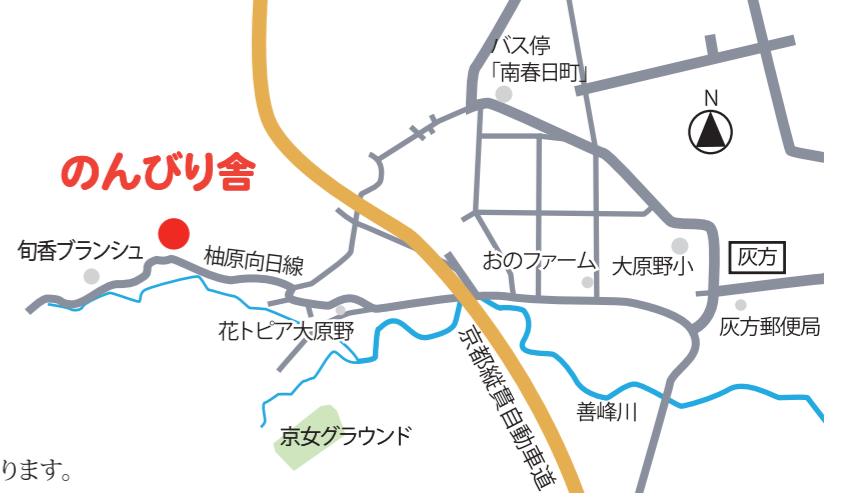 バス停
「南春日町」
N
のんびり舎
旬香ブランシュ
柚原向日線
おのファーム
大原野小
灰方
花トピア大原野
灰方郵便局
京都縦貫自動車道
善峰川
京女グラウンド
ります。